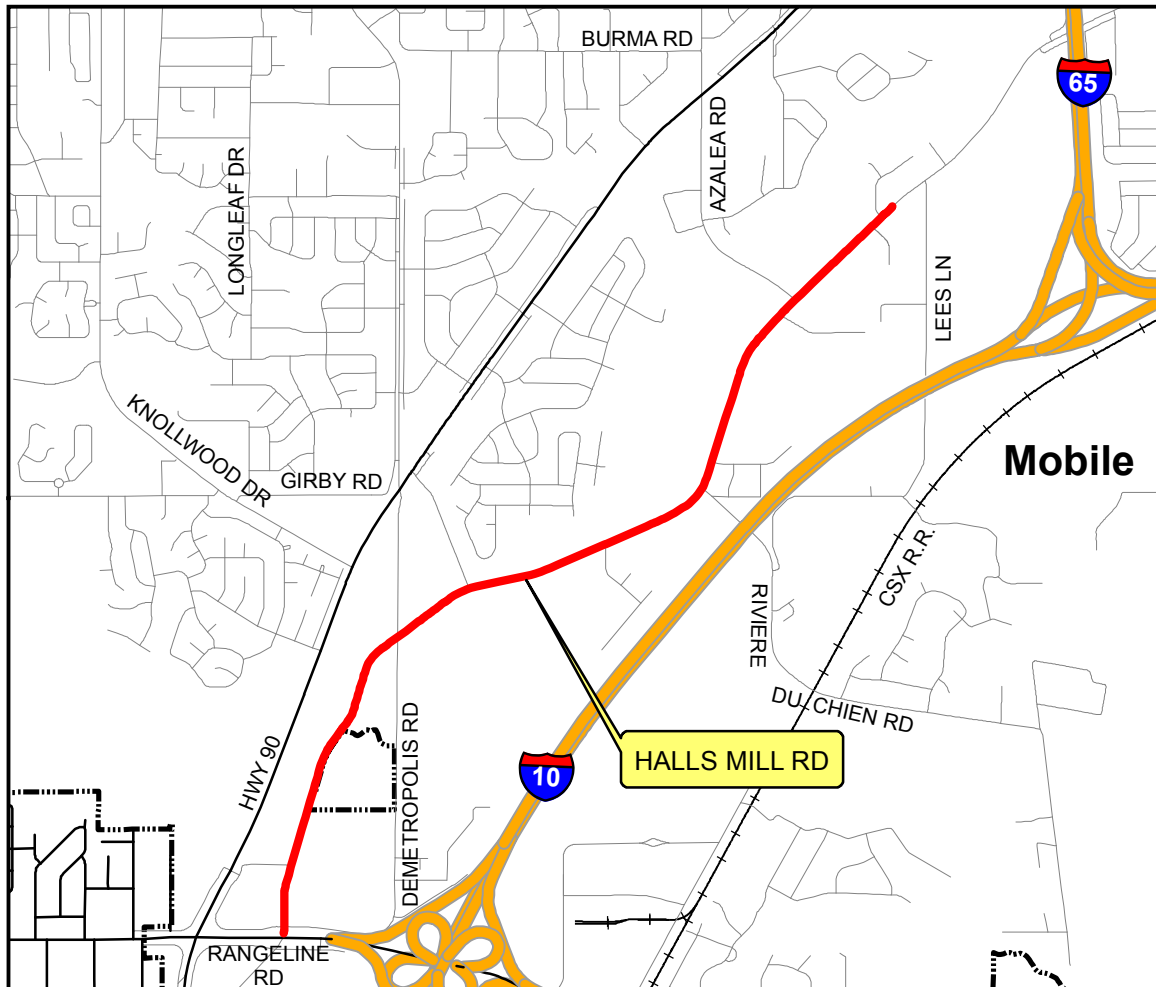 BURMA RD
65
AZALEA RD
LONGLEAF DR
LEES LN
KNOLLWOOD DR
GIRBY RD
Mobile
CSX R.R.
RIVIERE
DU CHIEN RD
HALLS MILL RD
HWY 90
10
DEMETROPOLIS RD
RANGELINE
RD